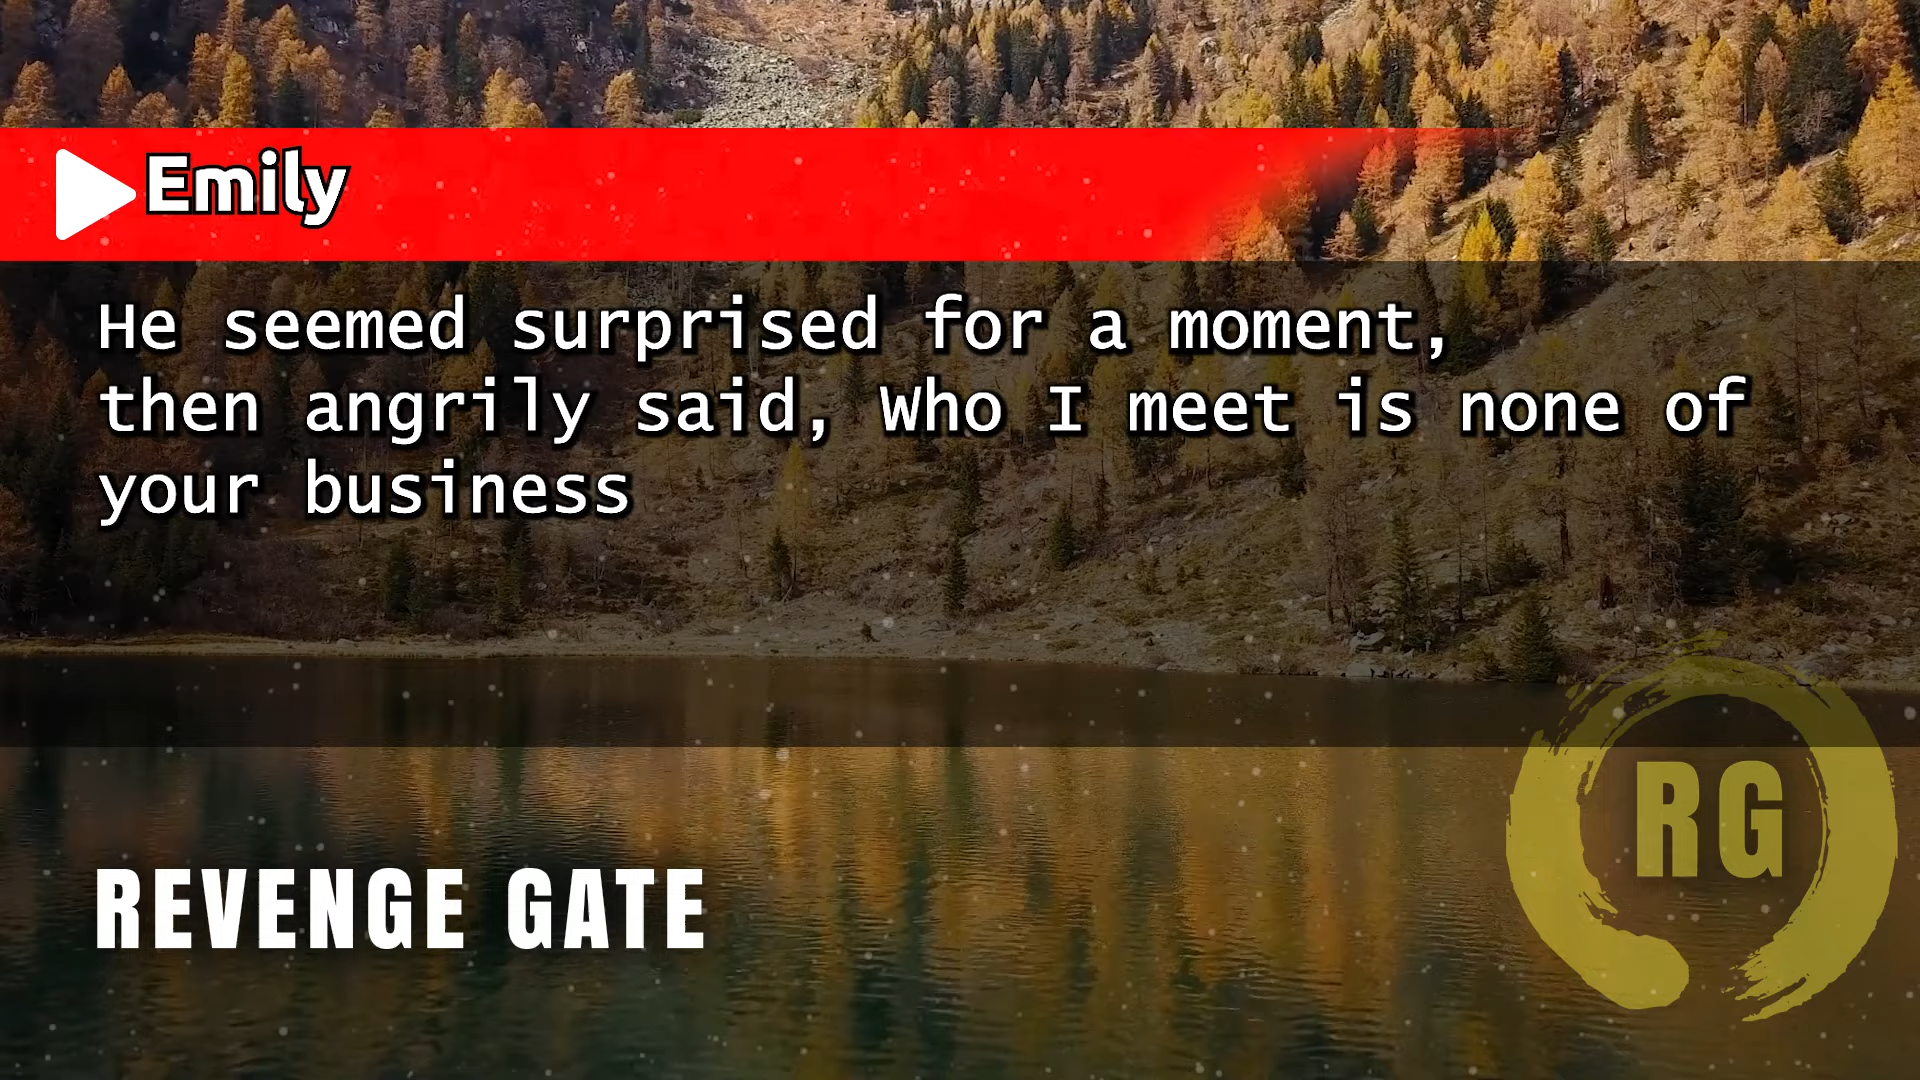 Emily
He seemed surprised for a moment,
then angrily said, Who I meet is none of
your business
RG
REVENGE GATE